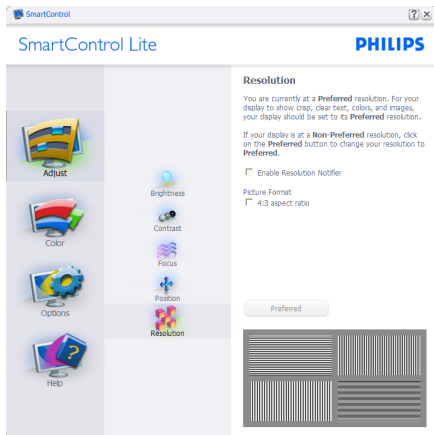 SmartControl
SmartControl Lite
PHILIPS
Adjust
Color
Options
Help
Brightness
Contrast
Focus
Position
Resolution
Resolution
You are currently at a Preferred resolution. For your
display to show crisp, clear text, colors, and images,
your display should be set to its Preferred resolution.
If your display is at a Non-Preferred resolution, click
on the Preferred button to change your resolution to
Preferred.
Enable Resolution Notifier
Picture Format
4:3 aspect ratio
Preferred